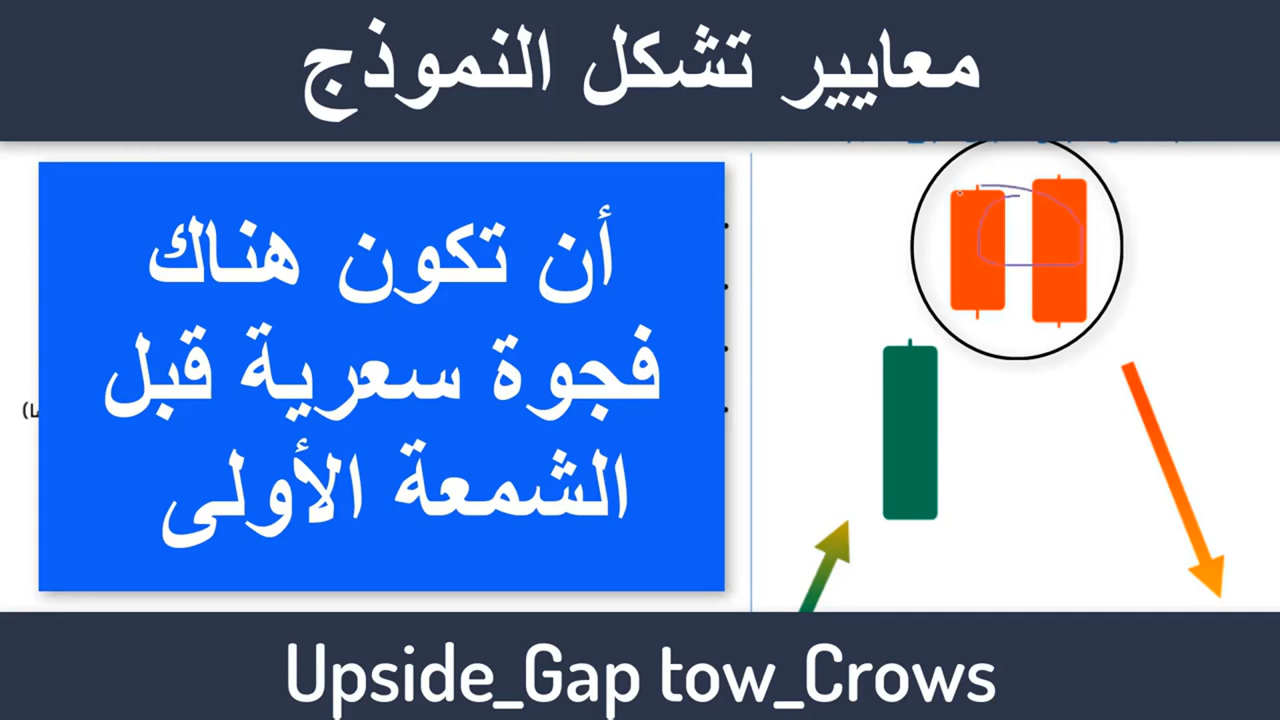 معايير تشكل النموذج
أن تكون هناك
فجوة سعرية قبل
الشمعة الأولى
Upside_Gap tow_Crows